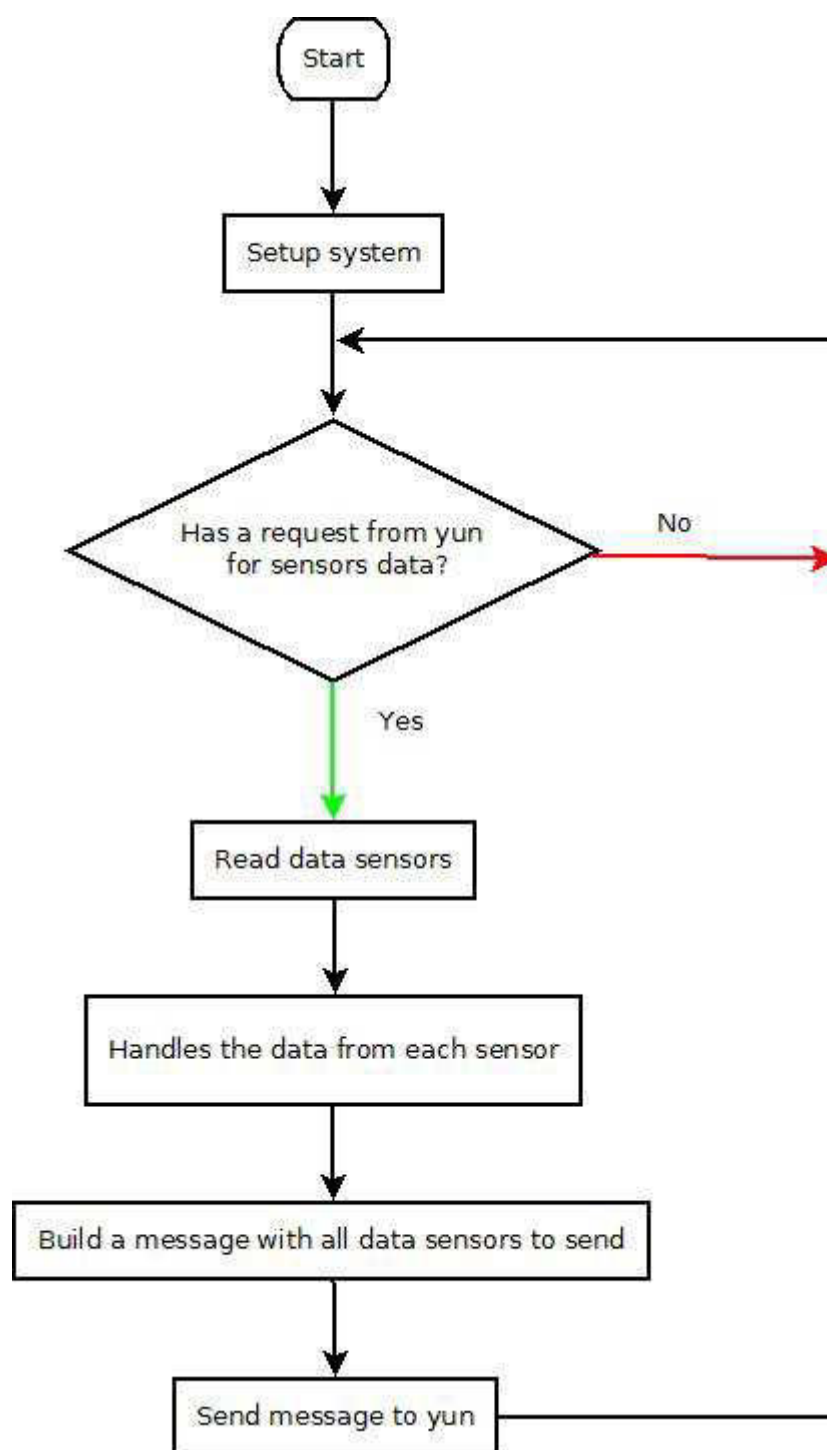 Start
Setup system
Has a request from yun
for sensors data?
No
Yes
Read data sensors
Handles the data from each sensor
Build a message with all data sensors to send
Send message to yun